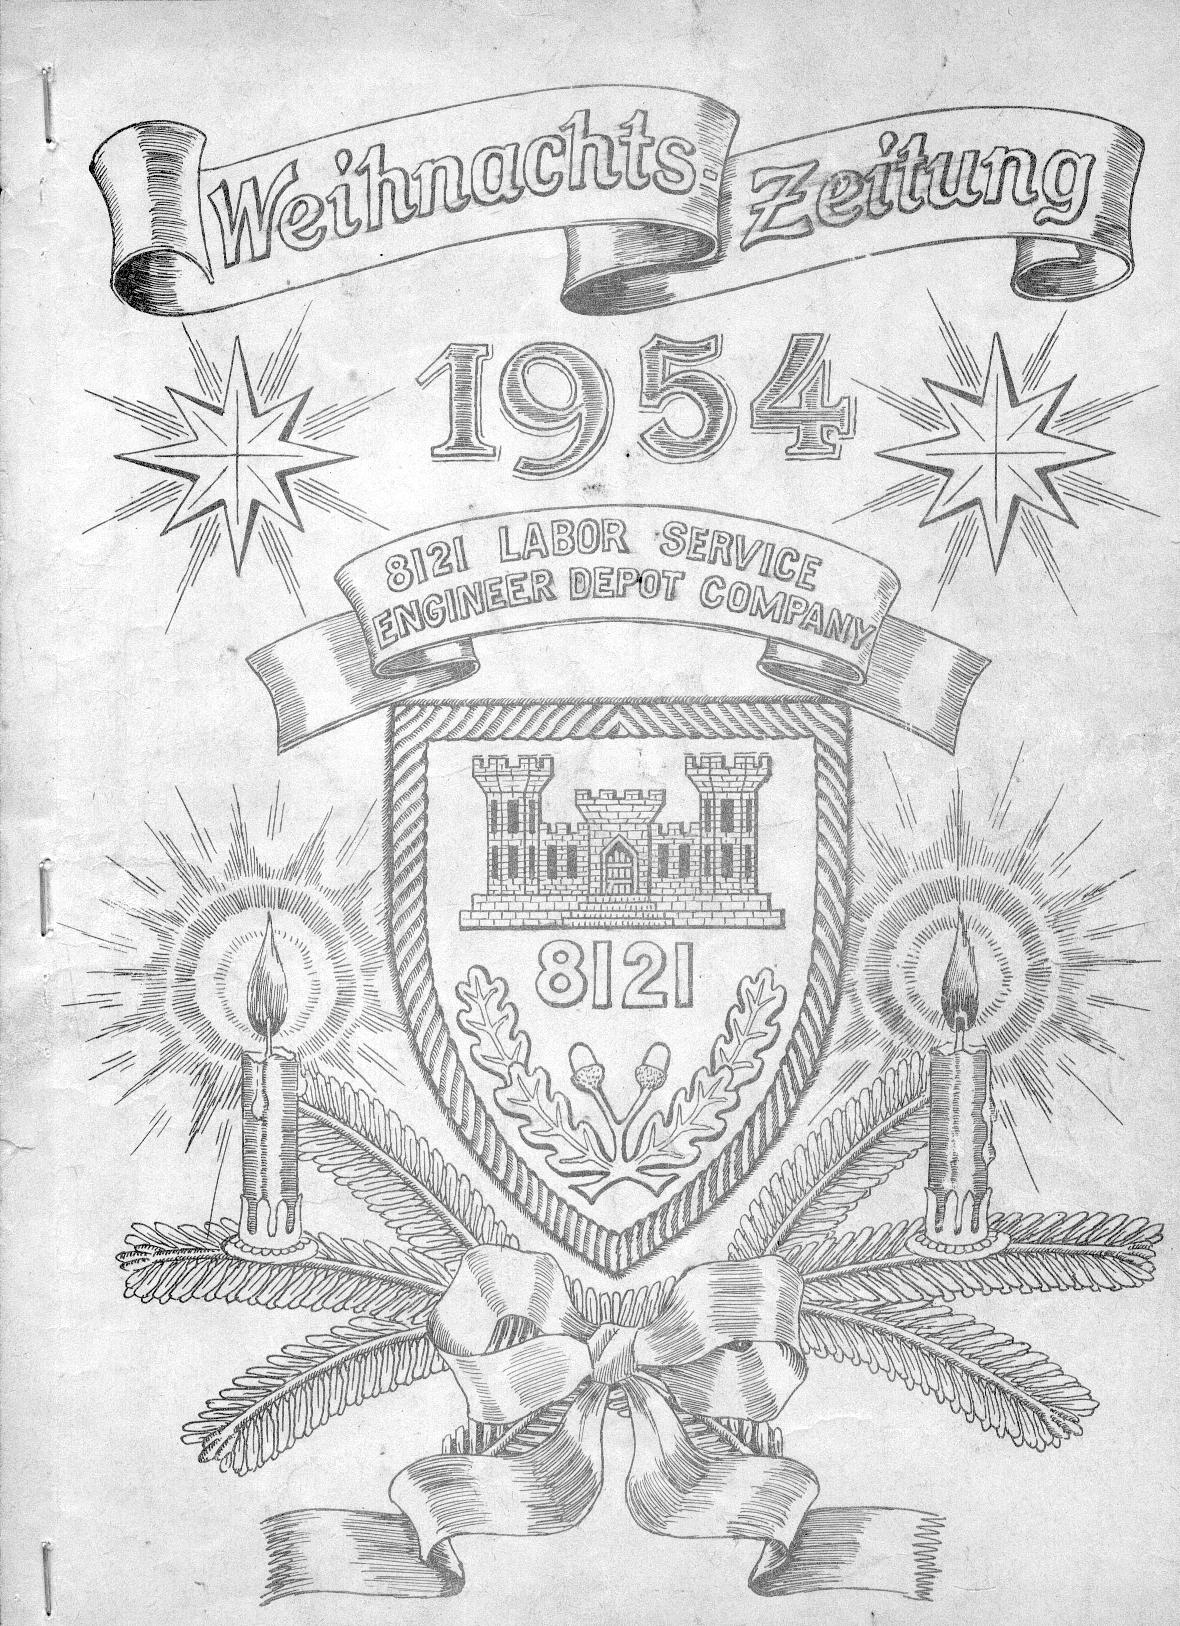 Weihnachts-Zeitung
1954
8121 LABOR SERVICE
ENGINEER DEPOT COMPANY
8121